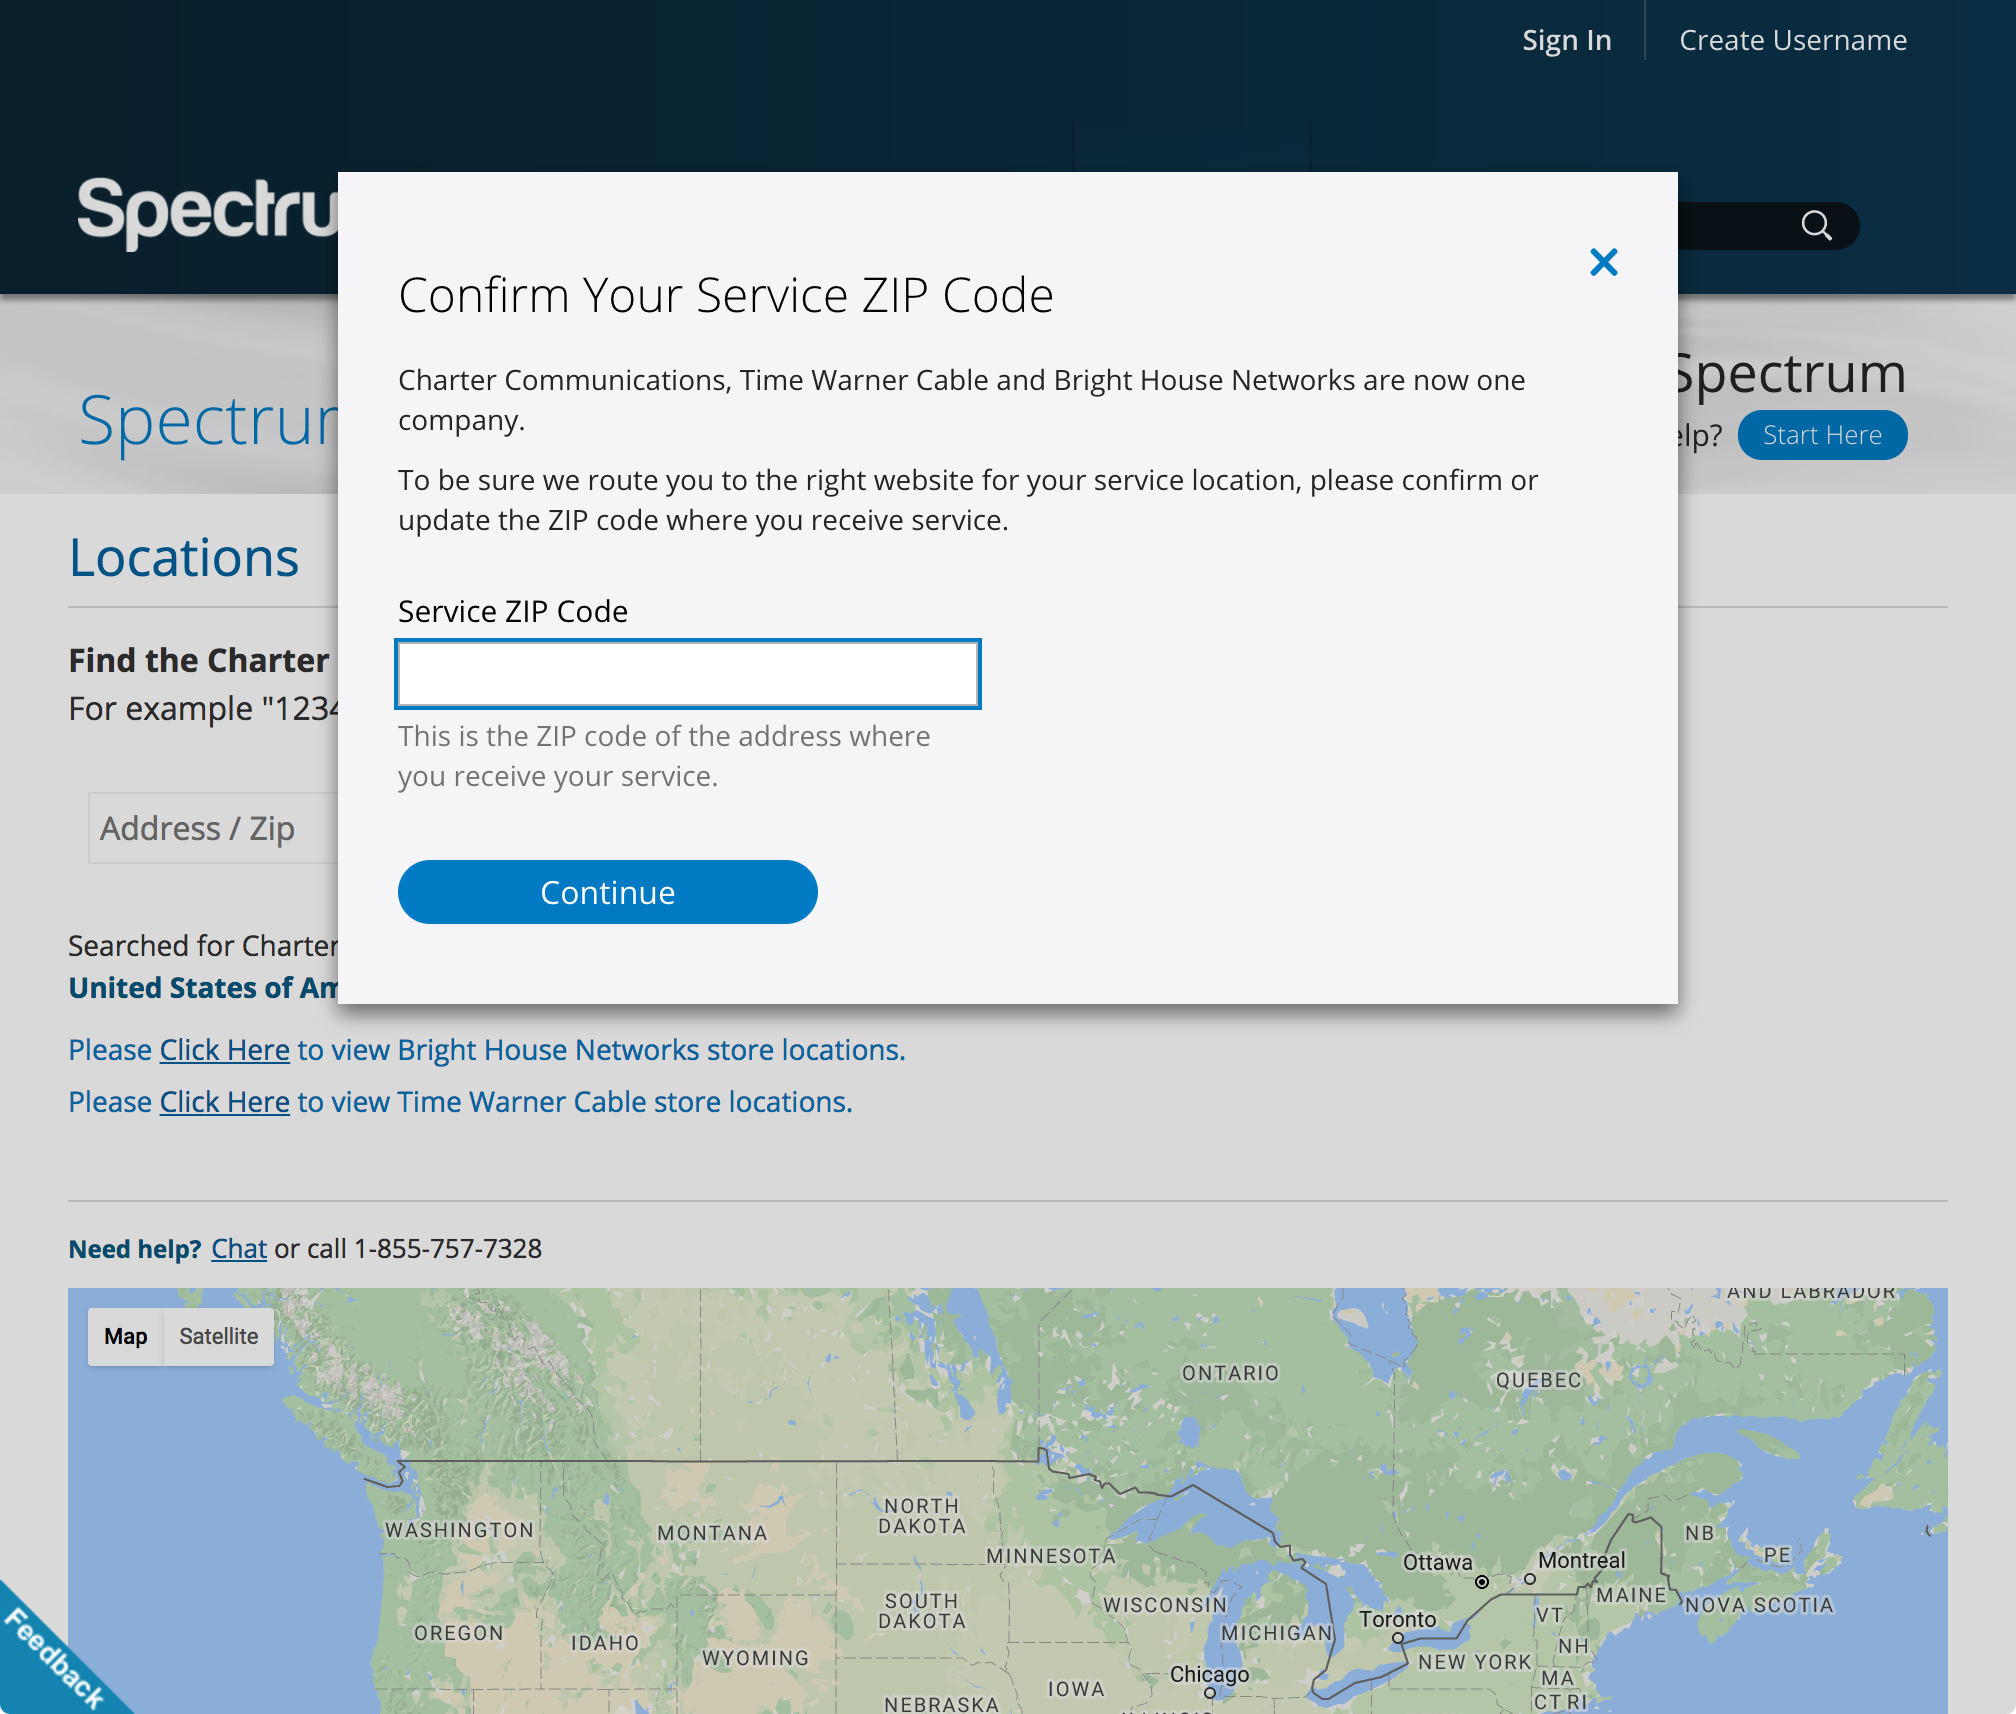 Sign In
Create Username
Spectru
Confirm Your Service ZIP Code
Charter Communications, Time Warner Cable and Bright House Networks are now one
company.
To be sure we route you to the right website for your service location, please confirm or
update the ZIP code where you receive service.
Service ZIP Code
This is the ZIP code of the address where
you receive your service.
Continue
Spectrum
Spectrum
elp?
Start Here
Locations
Find the Charter
For example "1234
Address / Zip
Searched for Charter
United States of Am
Please Click Here to view Bright House Networks store locations.
Please Click Here to view Time Warner Cable store locations.
Need help? Chat or call 1-855-757-7328
Map
Satellite
AND LABRADOR
ONTARIO
QUEBEC
WASHINGTON
MONTANA
NORTH
DAKOTA
MINNESOTA
Ottawa
Montreal
NB
PE
SOUTH
DAKOTA
WISCONSIN
MAINE
NOVA SCOTIA
OREGON
IDAHO
MICHIGAN
Toronto
VT
NH
WYOMING
NEW YORK
MA
Chicago
IOWA
NEBRASKA
CT RI
ILLINOIS
Feedback